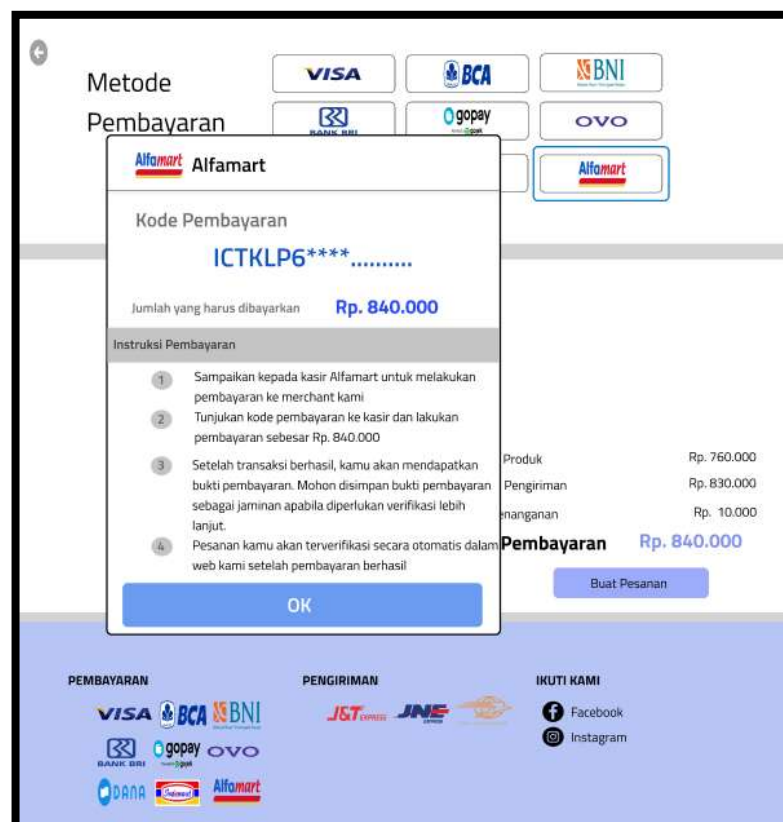 Metode
Pembayaran
VISA
BCA
BNI
BANK BRI
gopay
OVO
Alfamart
Alfamart Alfamart
Kode Pembayaran
ICTKLP6****..........
Jumlah yang harus dibayarkan Rp. 840.000
Instruksi Pembayaran
1 Sampaikan kepada kasir Alfamart untuk melakukan
pembayaran ke merchant kami
2 Tunjukan kode pembayaran ke kasir dan lakukan
pembayaran sebesar Rp. 840.000
3 Setelah transaksi berhasil, kamu akan mendapatkan
bukti pembayaran. Mohon disimpan bukti pembayaran
sebagai jaminan apabila diperlukan verifikasi lebih
lanjut.
4 Pesanan kamu akan terverifikasi secara otomatis dalam
web kami setelah pembayaran berhasil
OK
Produk Rp. 760.000
Pengiriman Rp. 830.000
enanganan Rp. 10.000
Pembayaran Rp. 840.000
Buat Pesanan
PEMBAYARAN
VISA BCA BNI
BANK BRI gopay OVO
DANA Indomaret Alfamart
PENGIRIMAN
J&T EXPRESS JNE EXPRESS
IKUTI KAMI
Facebook
Instagram